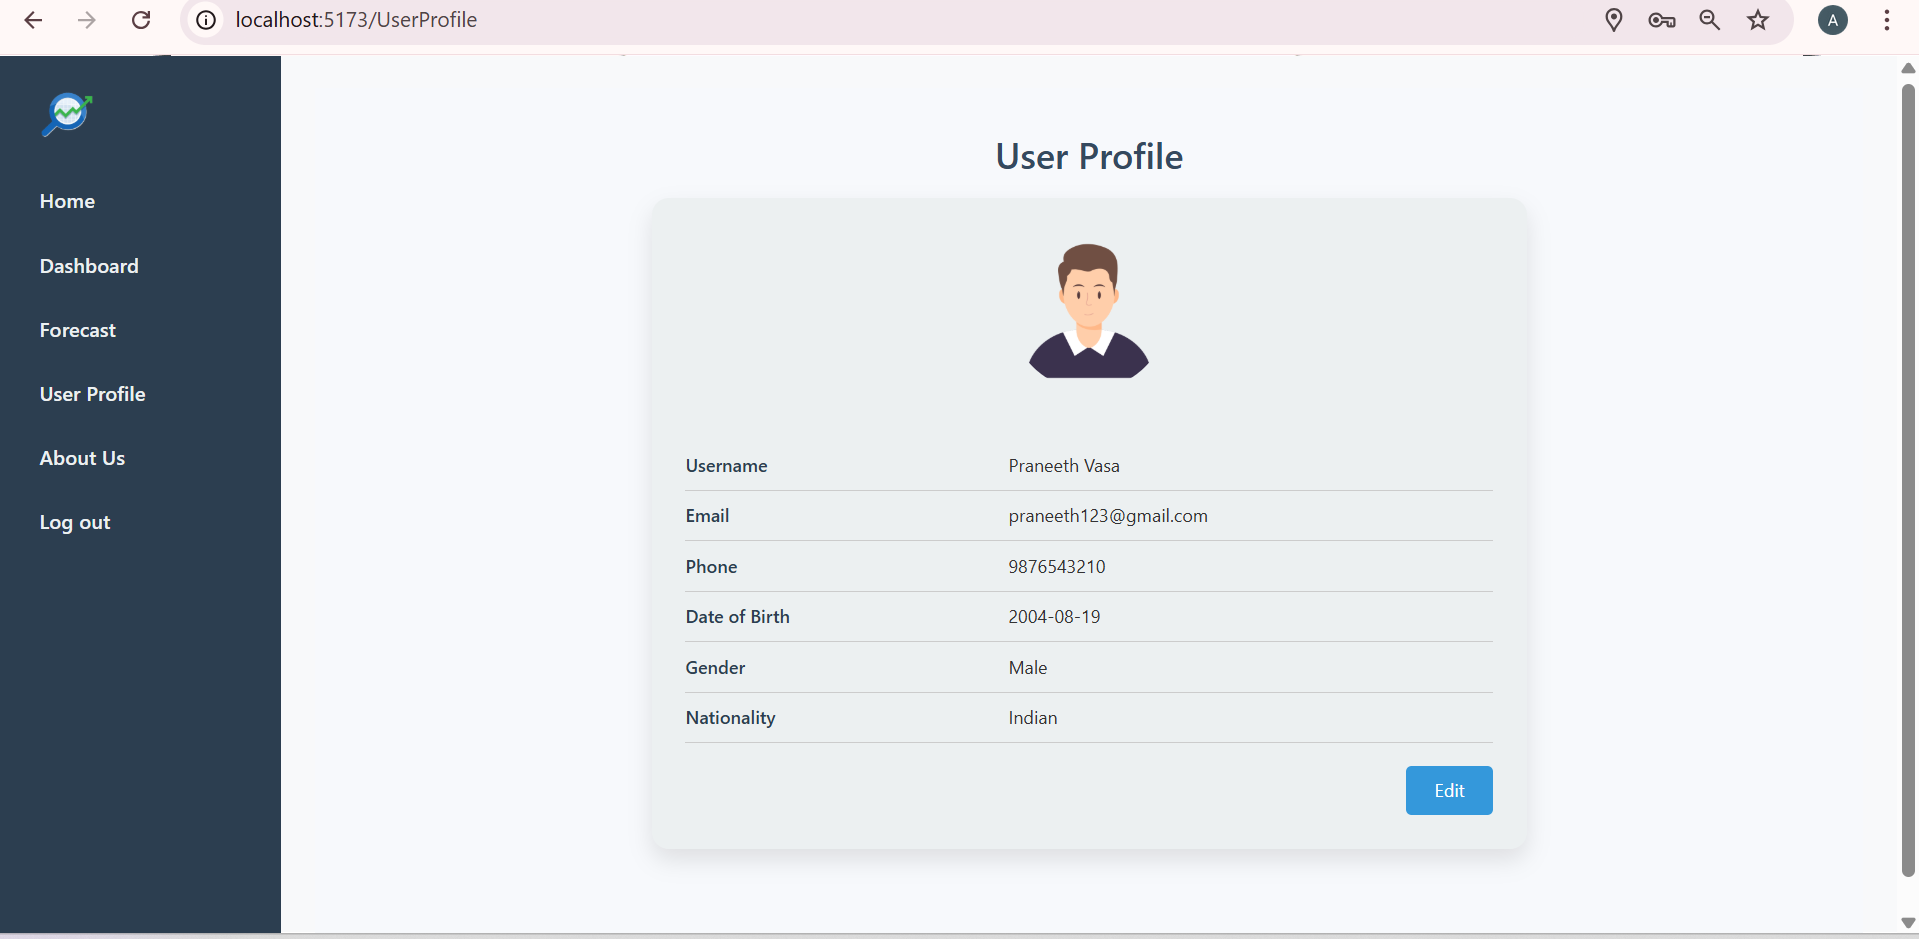 localhost:5173/UserProfile
A
Home
Dashboard
Forecast
User Profile
About Us
Log out
User Profile
Username Praneeth Vasa
Email praneeth123@gmail.com
Phone 9876543210
Date of Birth 2004-08-19
Gender Male
Nationality Indian
Edit